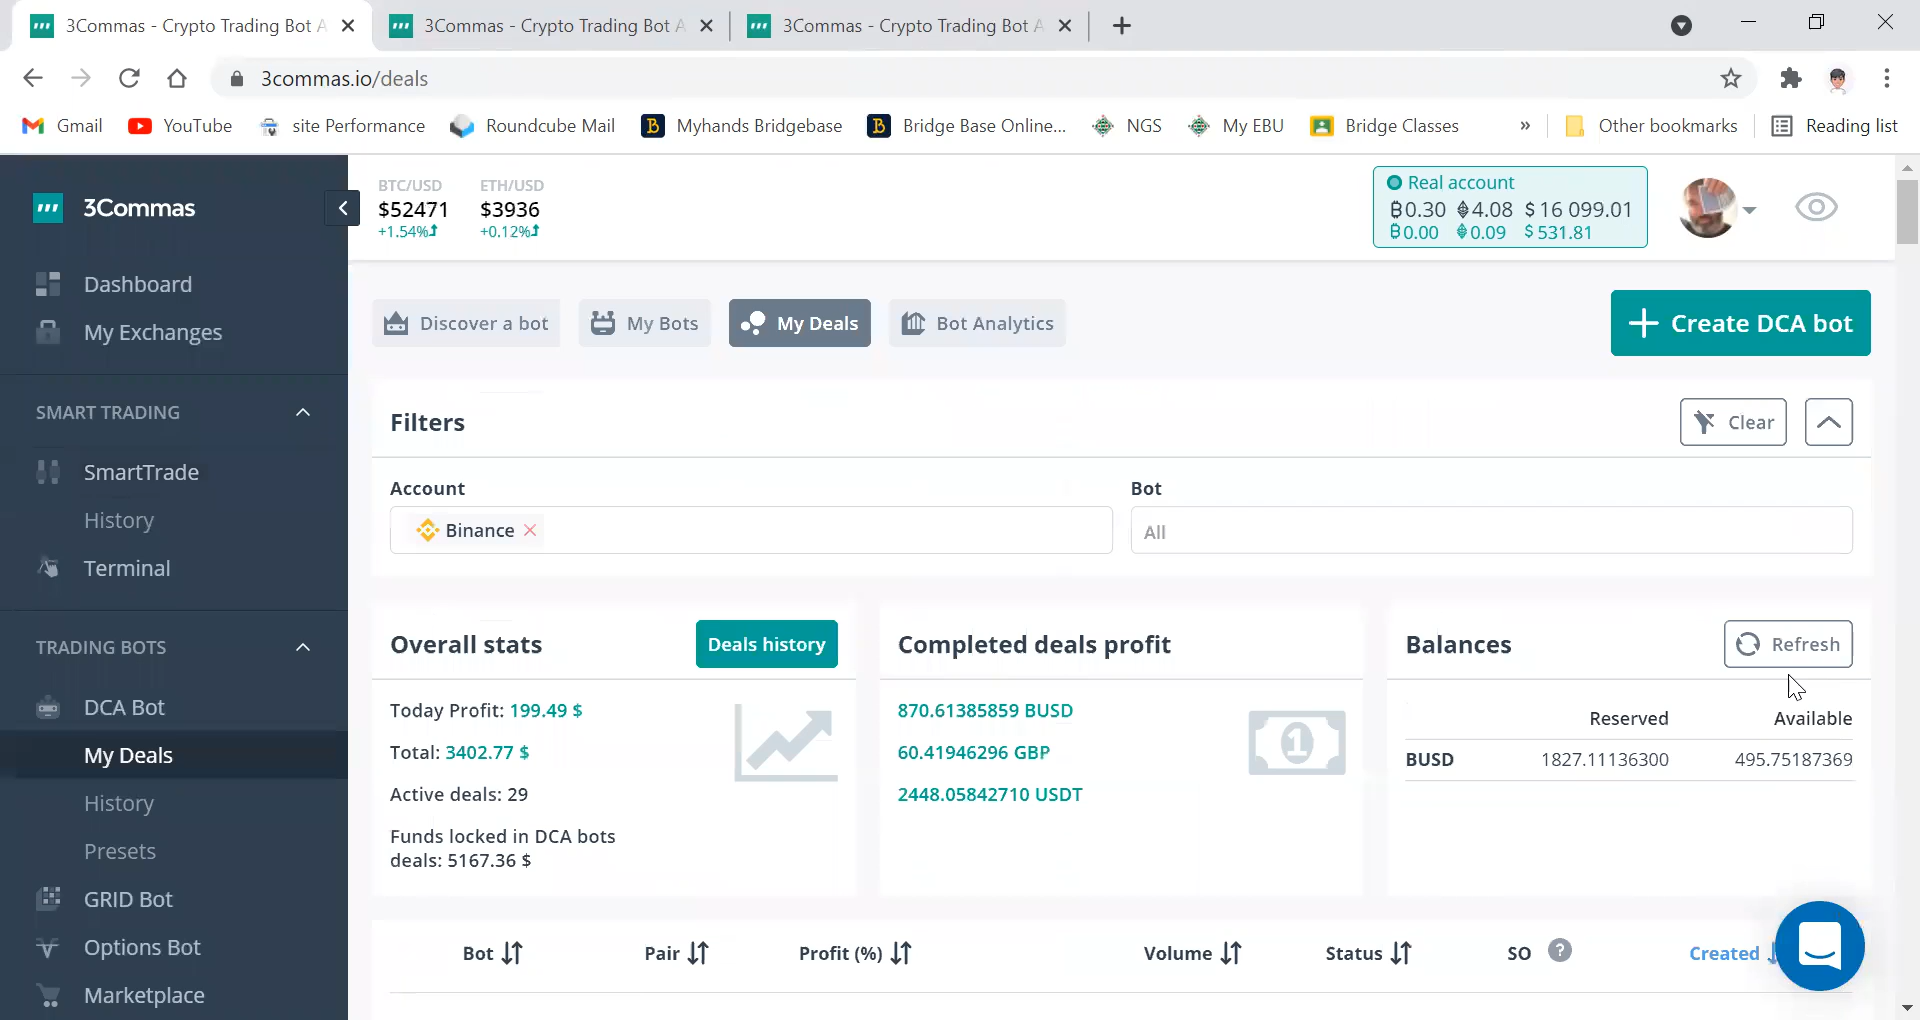 3Commas - Crypto Trading Bot A
3Commas - Crypto Trading Bot A
3Commas - Crypto Trading Bot A
3commas.io/deals
Gmail
YouTube
site Performance
Roundcube Mail
Myhands Bridgebase
Bridge Base Online...
NGS
My EBU
Bridge Classes
»
Other bookmarks
Reading list
3Commas
Dashboard
My Exchanges
SMART TRADING
SmartTrade
History
Terminal
TRADING BOTS
DCA Bot
My Deals
History
Presets
GRID Bot
Options Bot
Marketplace
BTC/USD
$52471
+1.54%
ETH/USD
$3936
+0.12%
Real account
฿0.30 4.08 $ 16 099.01
฿0.00 0.09 $ 531.81
Discover a bot
My Bots
My Deals
Bot Analytics
+ Create DCA bot
Filters
Clear
Account
Binance
Bot
All
Overall stats
Deals history
Today Profit: 199.49 $
Total: 3402.77 $
Active deals: 29
Funds locked in DCA bots
deals: 5167.36 $
Completed deals profit
870.61385859 BUSD
60.41946296 GBP
2448.05842710 USDT
1
Balances
Refresh
Reserved Available
BUSD 1827.11136300 495.75187369
Bot Pair Profit (%) Volume Status SO ? Created